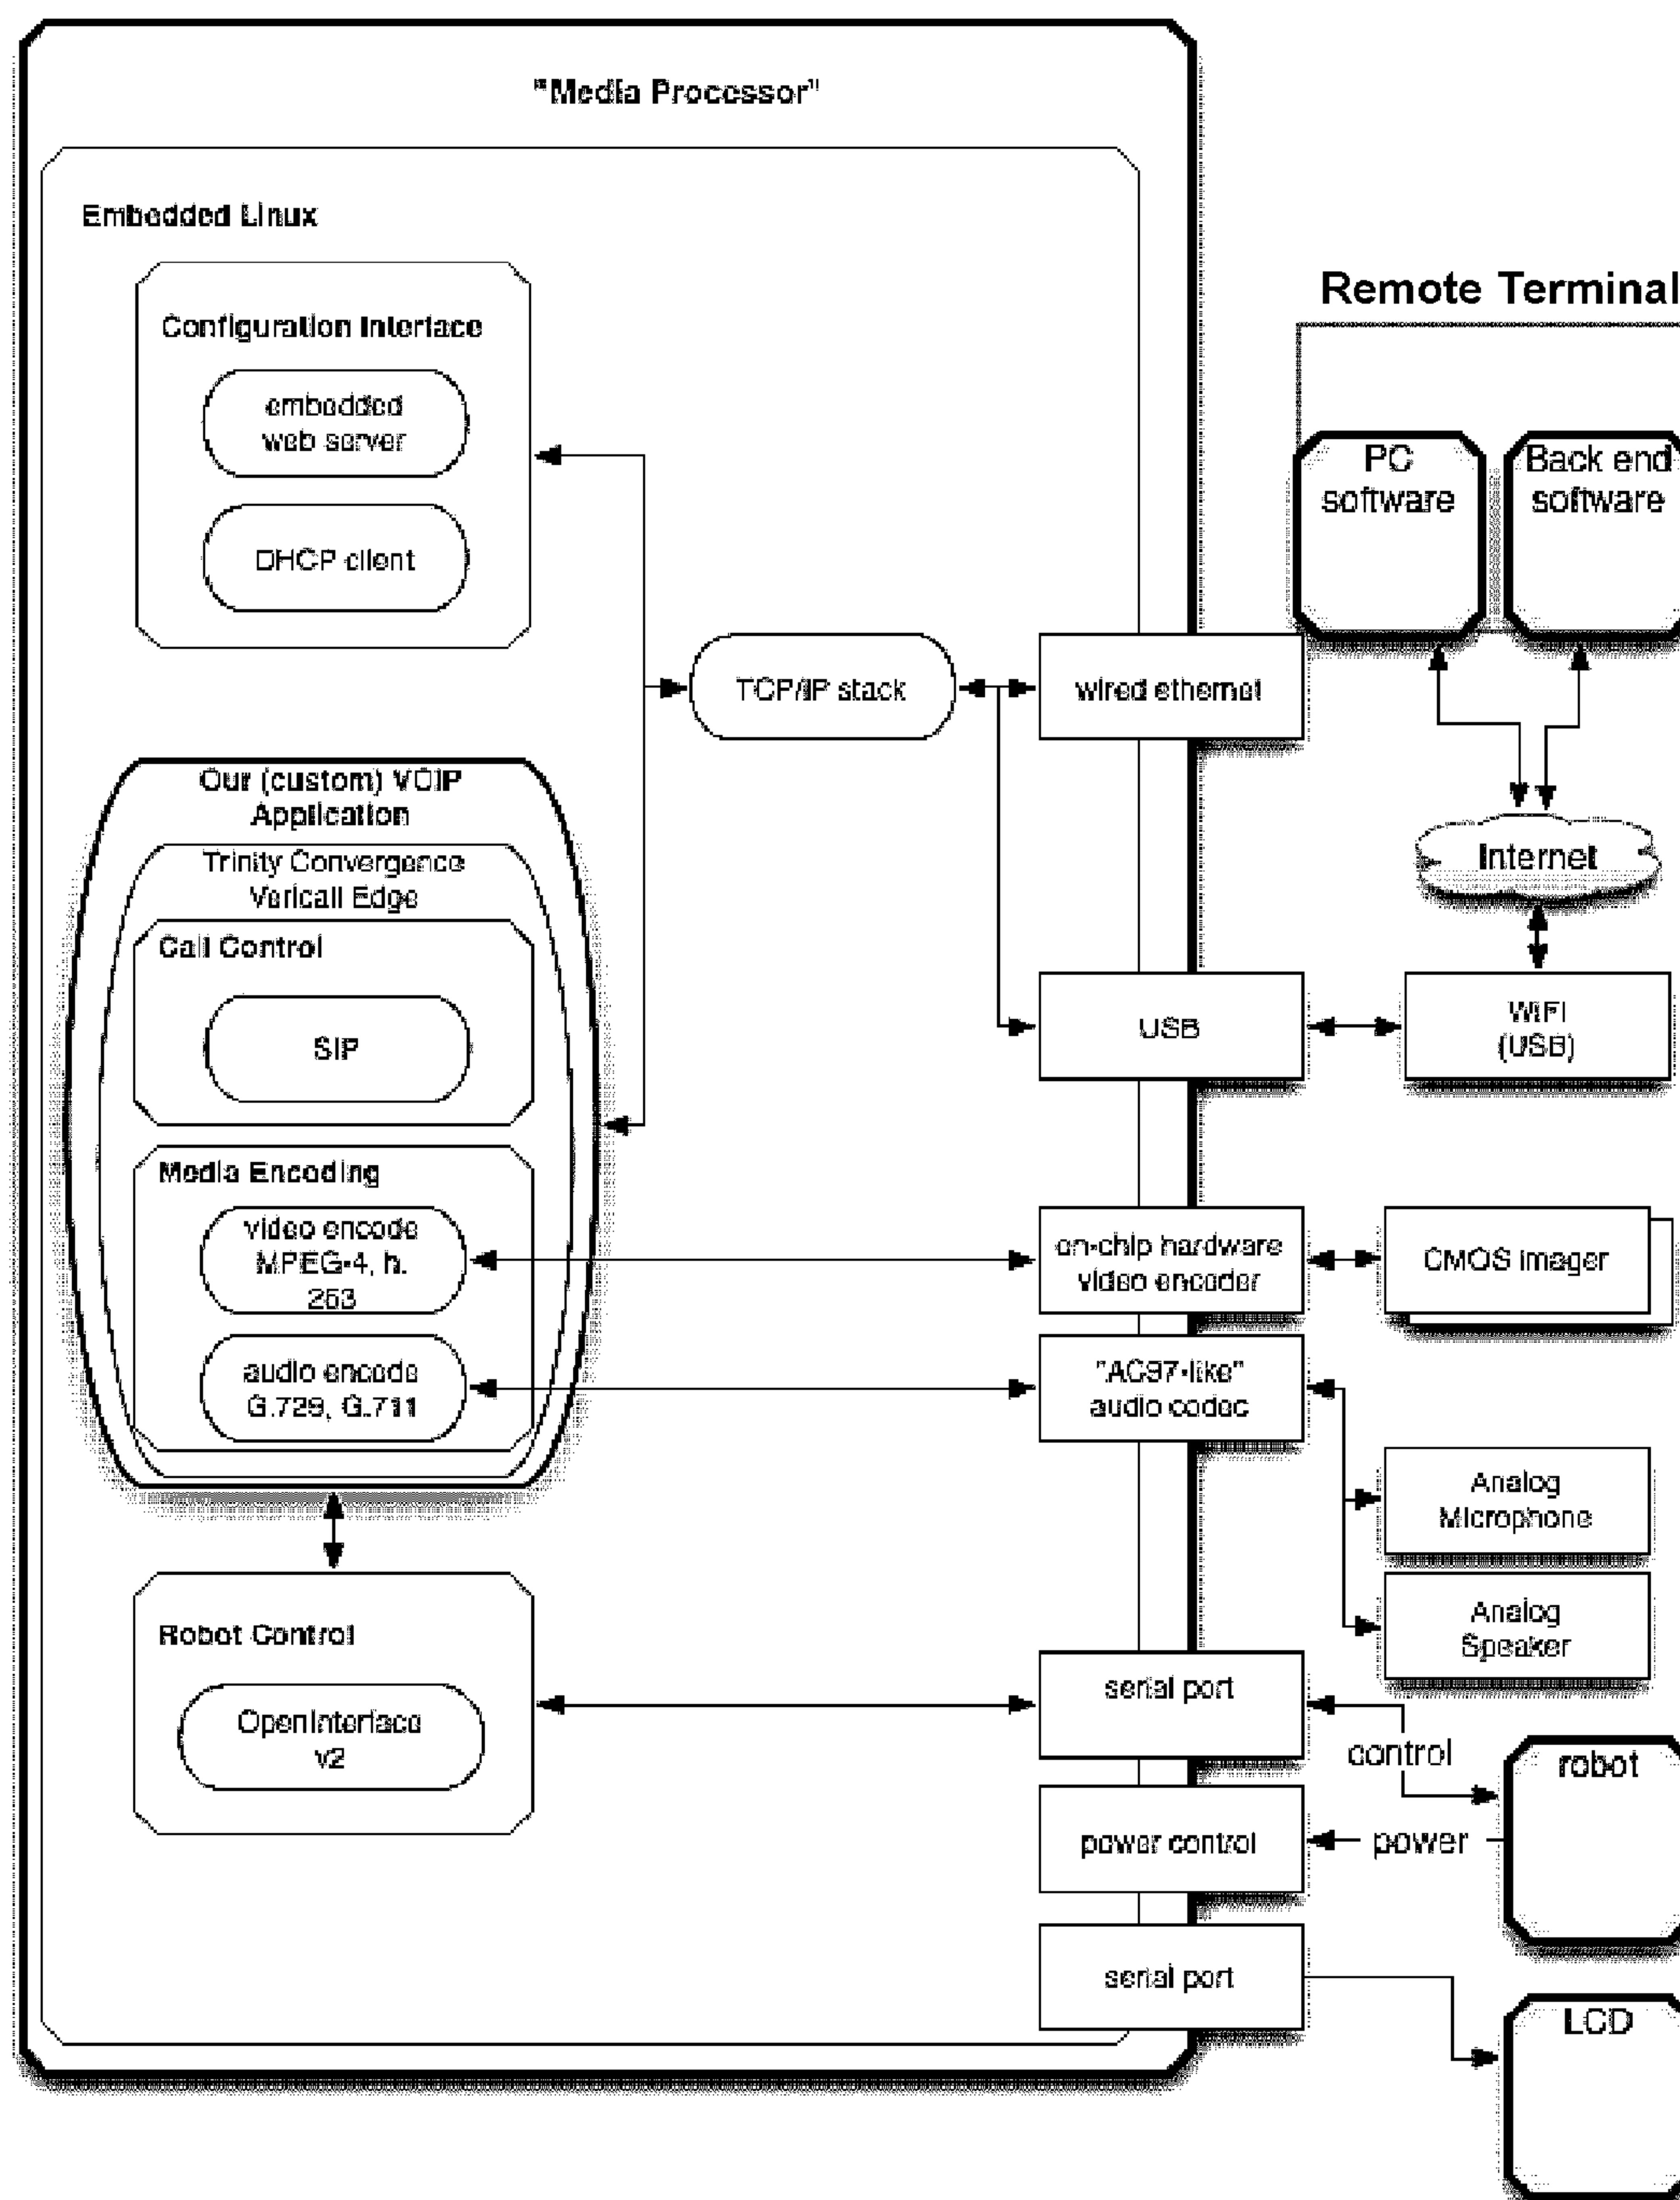 "Media Processor"
Embedded Linux
Configuration Interface
embedded
web server
DHCP client
Remote Terminal
PC
software
Back end
software
TCP/IP stack
wired ethernet
Our (custom) VOIP
Application
Trinity Convergence
Vericall Edge
Call Control
SIP
Internet
USB
WiFi
(USB)
Media Encoding
video encode
MPEG-4, h.
263
on-chip hardware
video encoder
CMOS imager
audio encode
G.729, G.711
"AC97-like"
audio codec
Analog
Microphone
Analog
Speaker
Robot Control
OpenInterface
v2
serial port
control
robot
power control
power
serial port
LCD